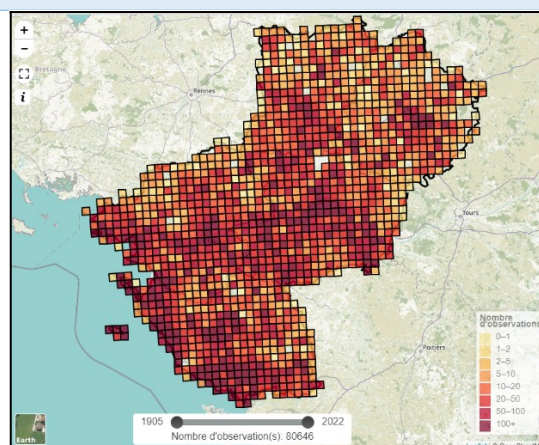 +
−
i
Bretagne
Rennes
Tours
Poitiers
Nombre
d'observations
0–1
1–2
2–5
5–10
10–20
20–50
50–100
100+
Earth
1905
2022
Nombre d'observation(s): 80646